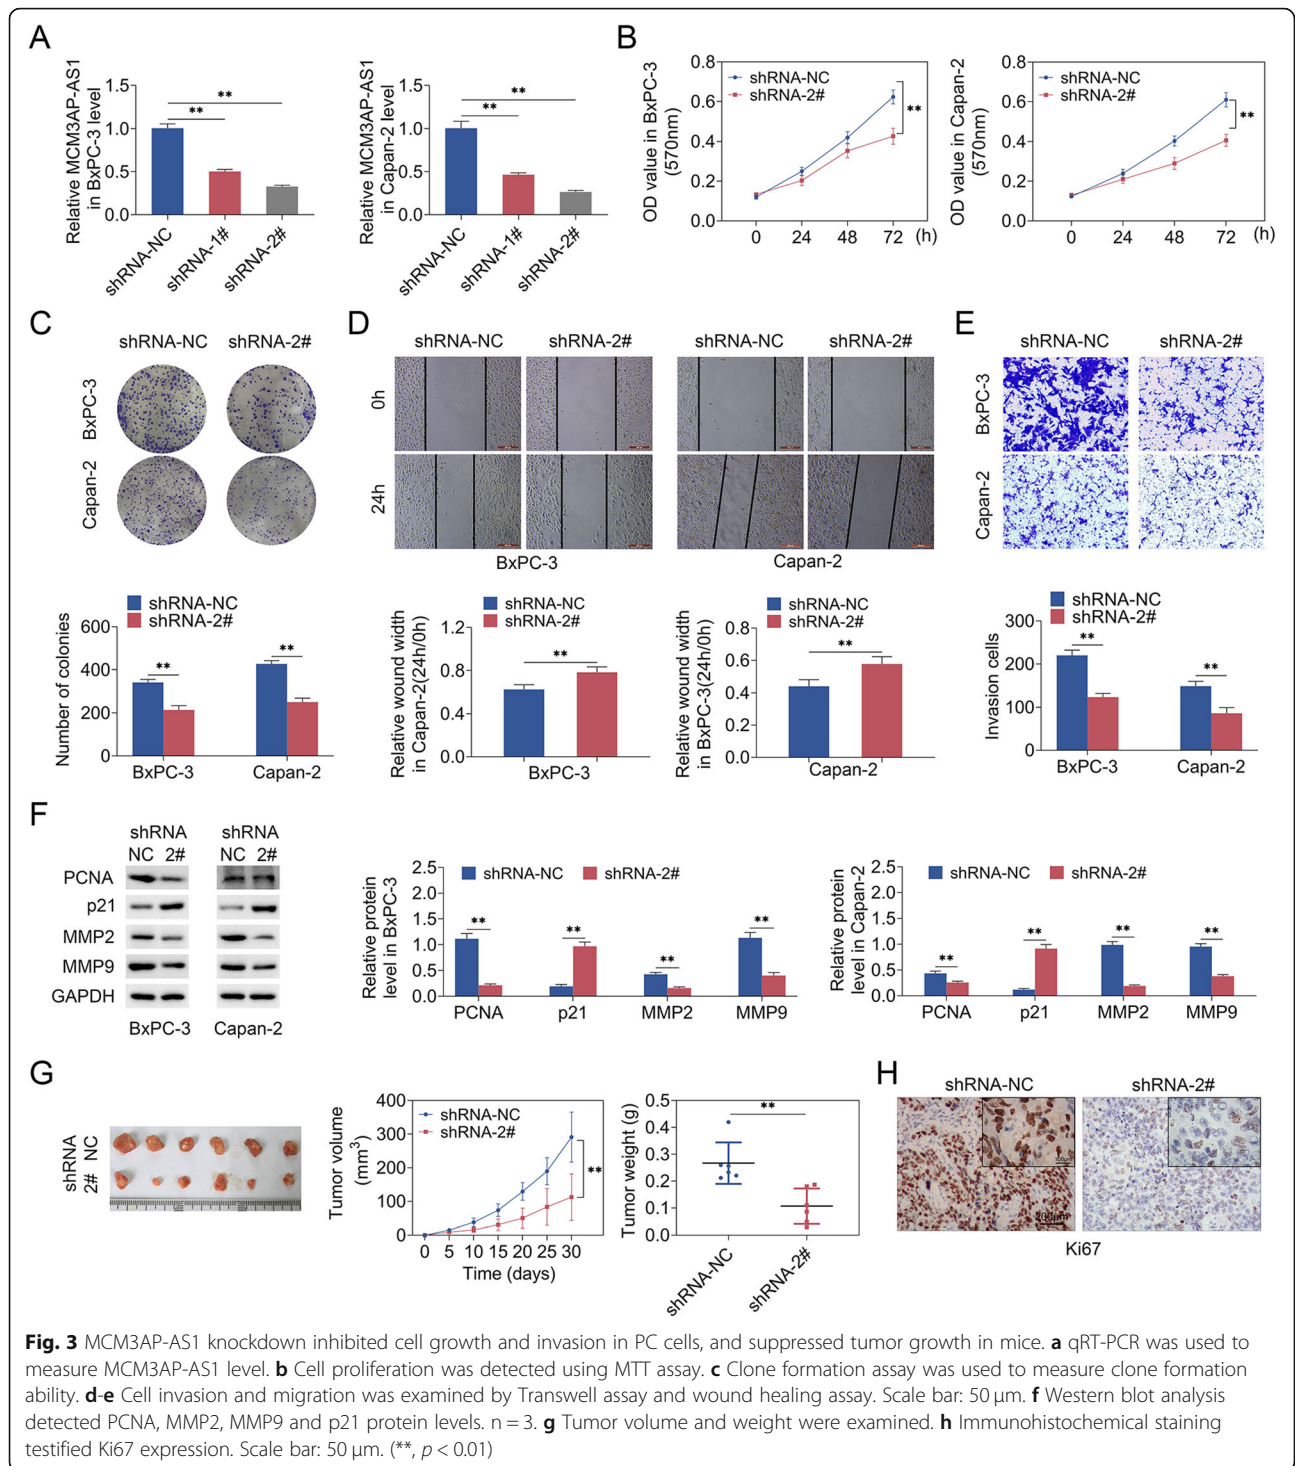 A
Relative MCM3AP-AS1
in BxPC-3 level
1.5
1.0
0.5
0.0
**
**
shRNA-NC
shRNA-1#
shRNA-2#
Relative MCM3AP-AS1
in Capan-2 level
1.5
1.0
0.5
0.0
**
**
shRNA-NC
shRNA-1#
shRNA-2#
B
OD value in BxPC-3
(570nm)
0.8
0.6
0.4
0.2
0.0
shRNA-NC
shRNA-2#
**
0 24 48 72 (h)
OD value in Capan-2
(570nm)
0.8
0.6
0.4
0.2
0.0
shRNA-NC
shRNA-2#
**
0 24 48 72 (h)
C
shRNA-NC shRNA-2#
BxPC-3
Capan-2
shRNA-NC
shRNA-2#
Number of colonies
600
400
200
0
**
**
BxPC-3 Capan-2
D
shRNA-NC shRNA-2# shRNA-NC shRNA-2#
0h
24h
BxPC-3 Capan-2
shRNA-NC
shRNA-2#
Relative wound width
in Capan-2(24h/0h)
1.2
0.8
0.4
0.0
**
BxPC-3
shRNA-NC
shRNA-2#
Relative wound width
in BxPC-3(24h/0h)
0.8
0.6
0.4
0.2
0.0
**
Capan-2
E
shRNA-NC shRNA-2#
BxPC-3
Capan-2
shRNA-NC
shRNA-2#
Invasion cells
300
200
100
0
**
**
BxPC-3 Capan-2
F
shRNA shRNA
NC 2# NC 2#
PCNA
p21
MMP2
MMP9
GAPDH
BxPC-3 Capan-2
Relative protein
level in BxPC-3
2.5
2.0
1.5
1.0
0.5
0.0
shRNA-NC shRNA-2#
** ** ** **
PCNA p21 MMP2 MMP9
Relative protein
level in Capan-2
2.5
2.0
1.5
1.0
0.5
0.0
shRNA-NC shRNA-2#
** ** ** **
PCNA p21 MMP2 MMP9
G
shRNA
2# NC
Tumor volume
(mm3)
400
300
200
100
0
shRNA-NC
shRNA-2#
**
0 5 10 15 20 25 30
Time (days)
Tumor weight (g)
0.5
0.4
0.3
0.2
0.1
0.0
**
shRNA-NC
shRNA-2#
H
shRNA-NC shRNA-2#
200μm
Ki67
Fig. 3 MCM3AP-AS1 knockdown inhibited cell growth and invasion in PC cells, and suppressed tumor growth in mice. a qRT-PCR was used to
measure MCM3AP-AS1 level. b Cell proliferation was detected using MTT assay. c Clone formation assay was used to measure clone formation
ability. d-e Cell invasion and migration was examined by Transwell assay and wound healing assay. Scale bar: 50 μm. f Western blot analysis
detected PCNA, MMP2, MMP9 and p21 protein levels. n = 3. g Tumor volume and weight were examined. h Immunohistochemical staining
testified Ki67 expression. Scale bar: 50 μm. (**, p < 0.01)